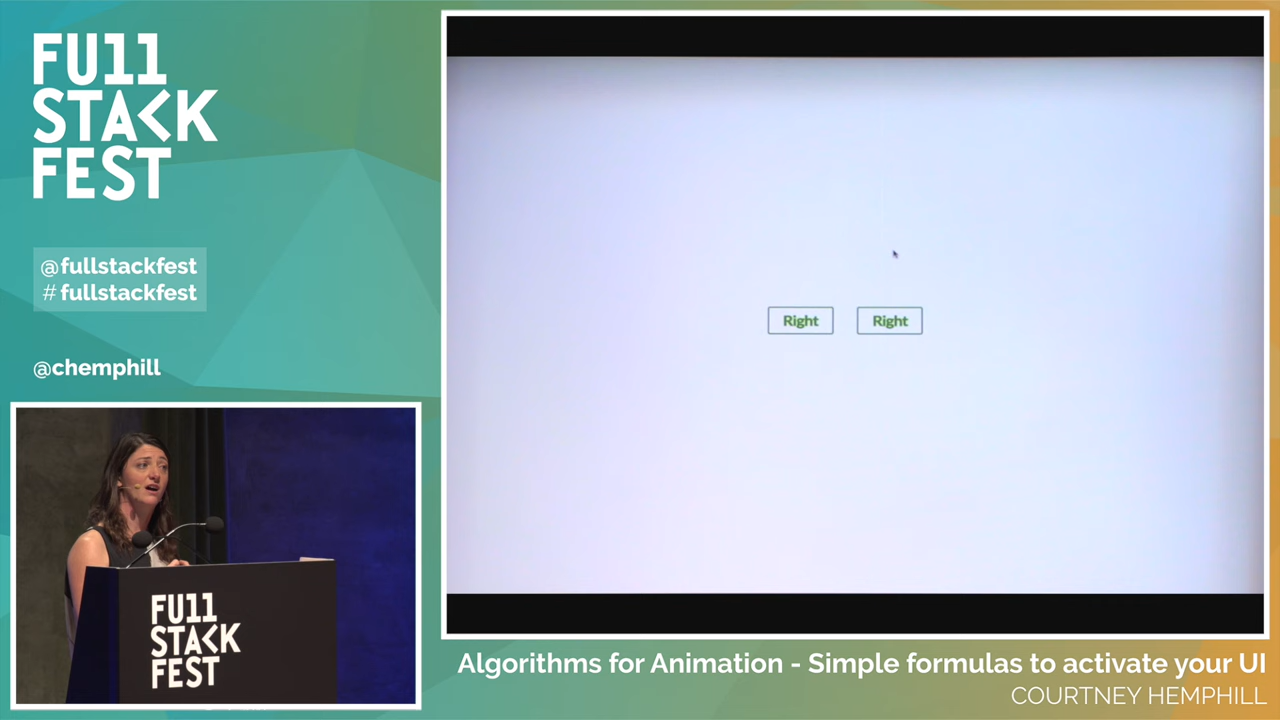 FU11
STACK
FEST
@fullstackfest
# fullstackfest
@chemphill
FU11
STACK
FEST
Right Right
Algorithms for Animation - Simple formulas to activate your UI
COURTNEY HEMPHILL